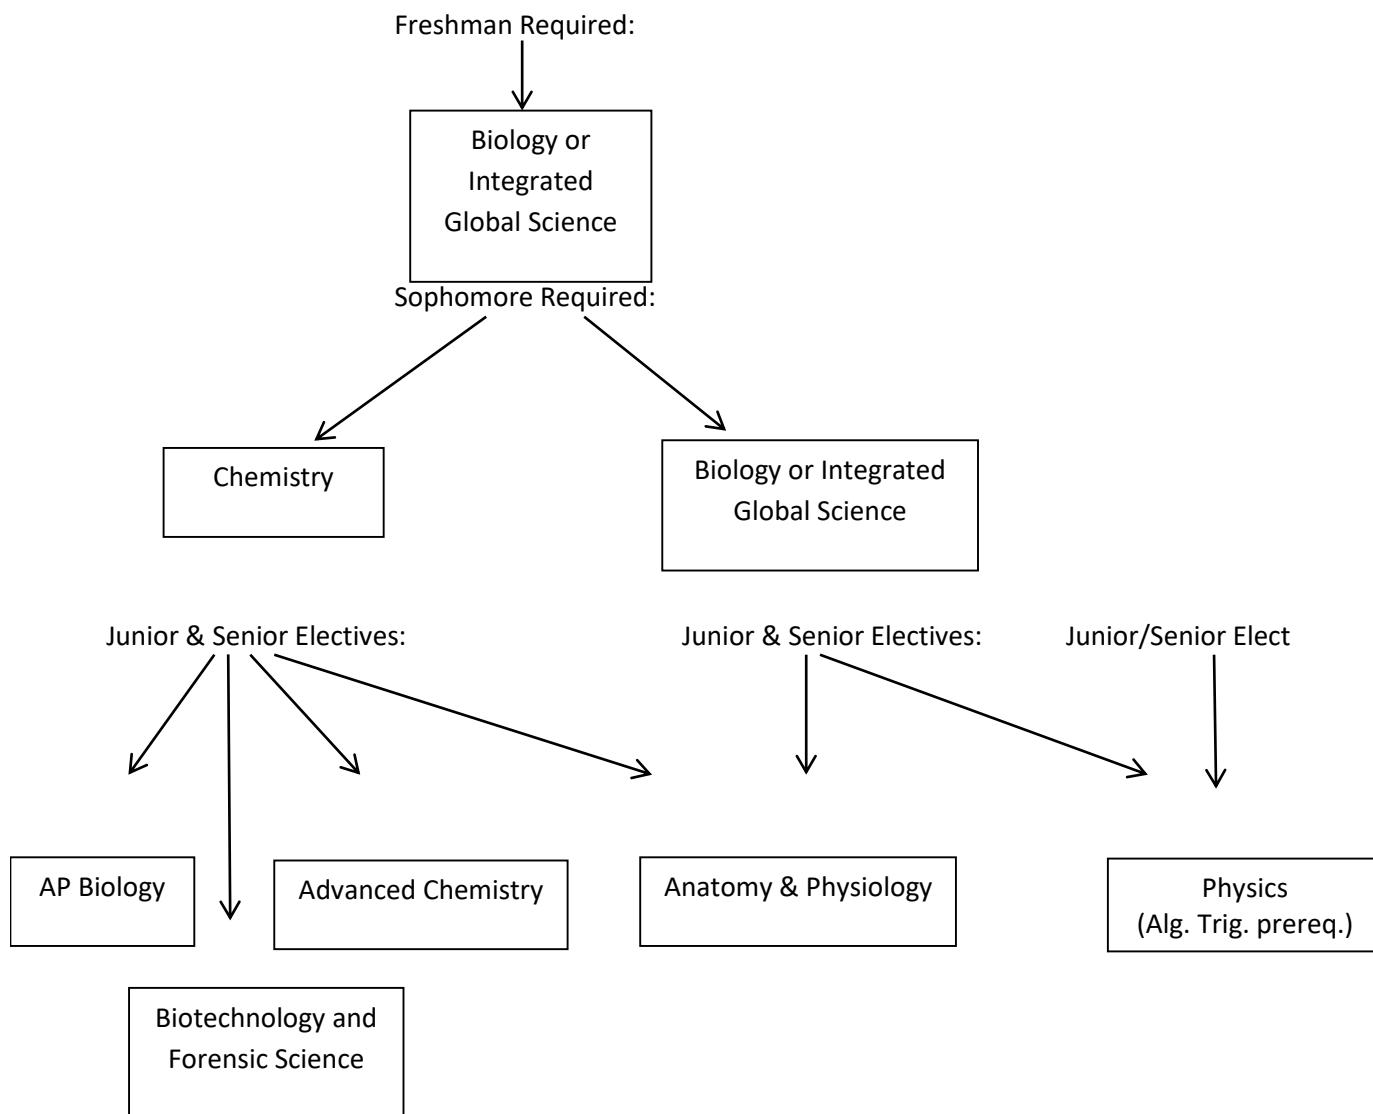 Freshman Required:
Biology or
Integrated
Global Science
Sophomore Required:
Chemistry
Biology or Integrated
Global Science
Junior & Senior Electives:
Junior & Senior Electives:
Junior/Senior Elect
AP Biology
Advanced Chemistry
Anatomy & Physiology
Physics
(Alg. Trig. prereq.)
Biotechnology and
Forensic Science